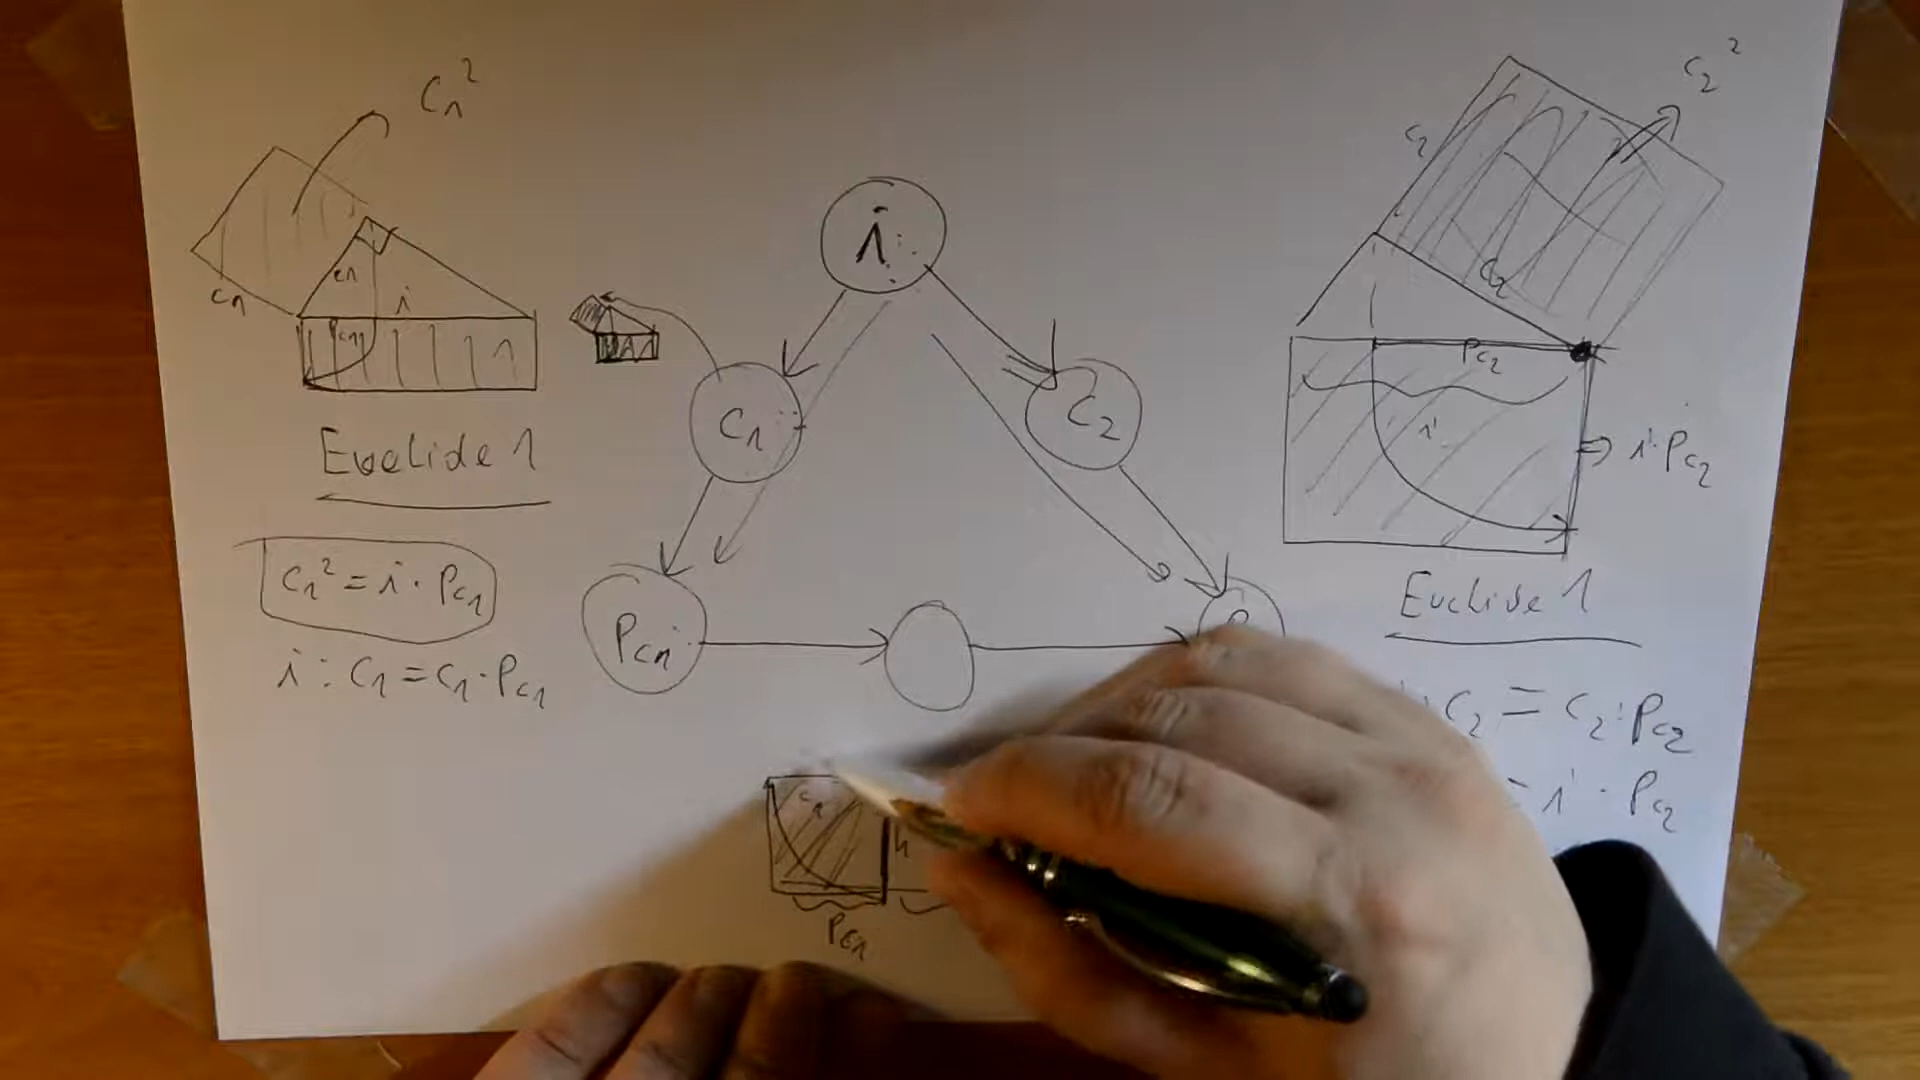 c₁²
c₁
c₁
i
Pc₁
Euclide 1
c₁² = i · Pc₁
i : c₁ = c₁ · Pc₁
i
C₁
C₂
Pc₁
h
Pc₁
c₂²
c₂
c₂
Pc₂
i
⇒ i · Pc₂
Euclide 1
c₂ = c₂ : Pc₂
= i · Pc₂